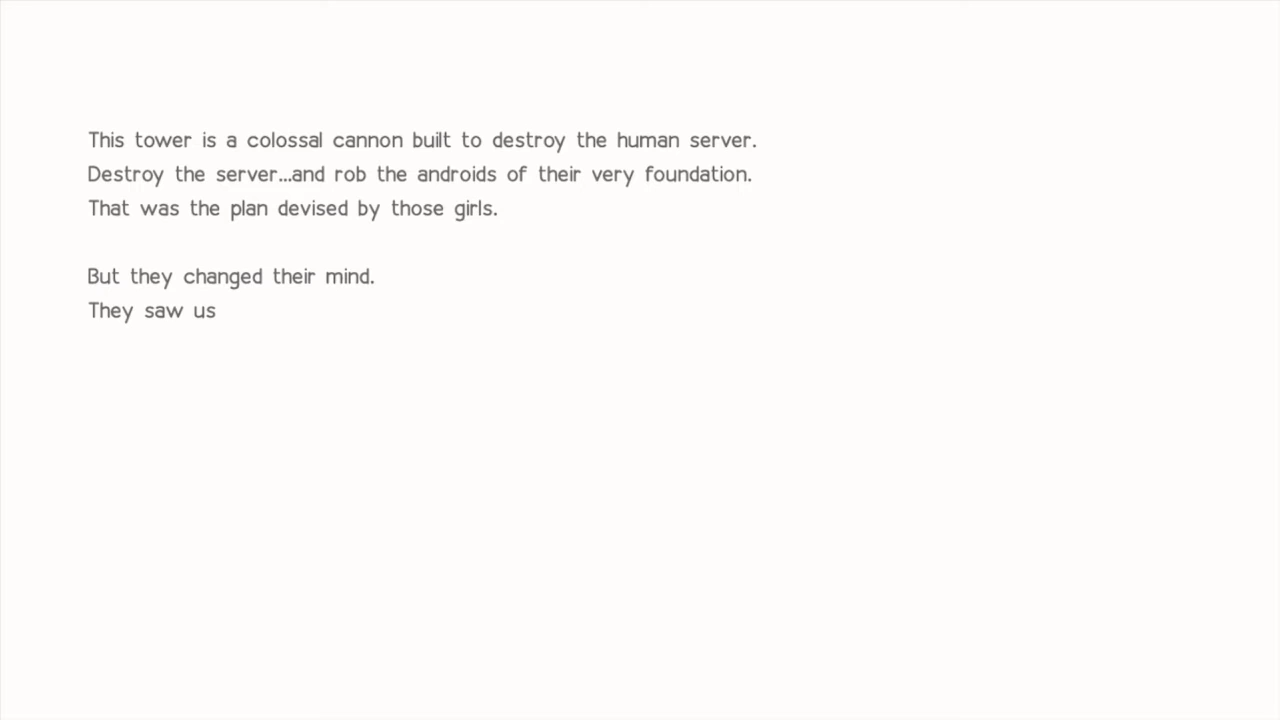 This tower is a colossal cannon built to destroy the human server.
Destroy the server...and rob the androids of their very foundation.
That was the plan devised by those girls.
But they changed their mind.
They saw us